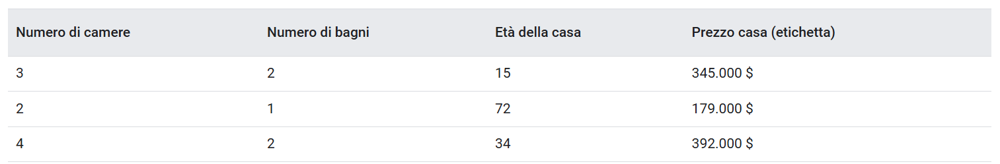 Numero di camere Numero di bagni Età della casa Prezzo casa (etichetta)
3 2 15 345.000 $
2 1 72 179.000 $
4 2 34 392.000 $